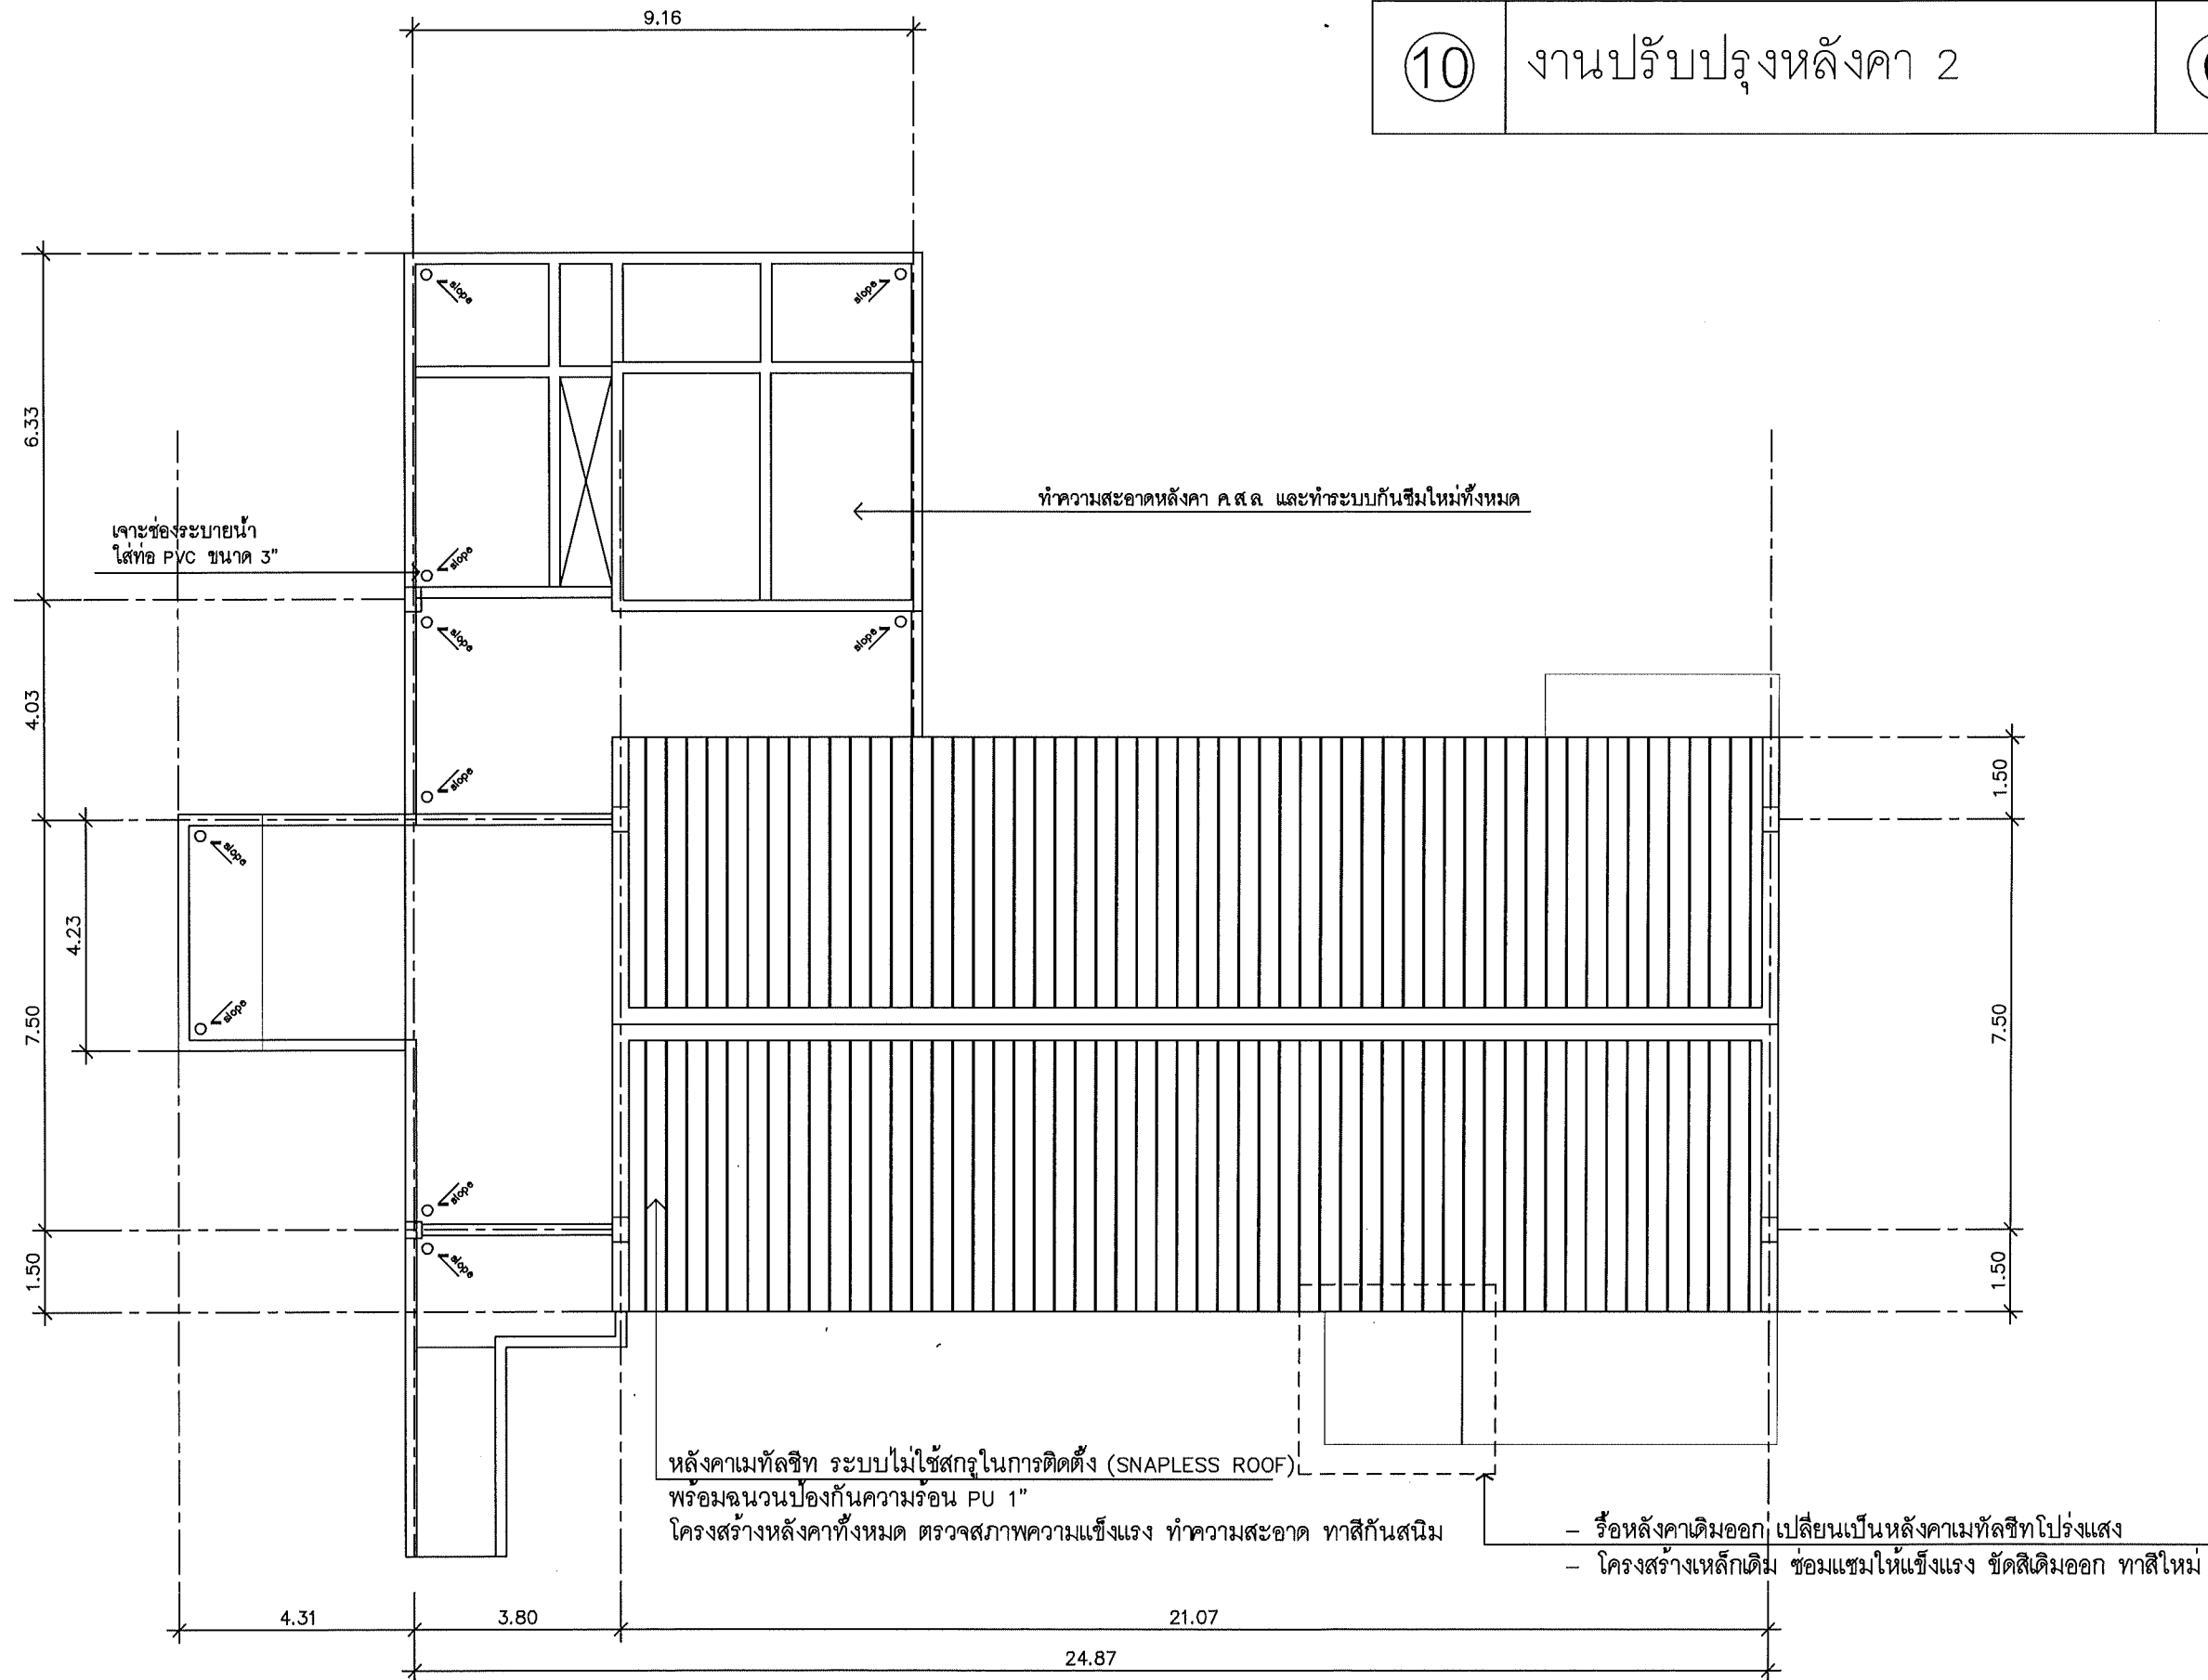 9.16
10
งานปรับปรุงหลังคา 2
slope
slope
6.33
ทำความสะอาดหลังคา ค.ส.ล. และทำระบบกันซึมใหม่ทั้งหมด
เจาะช่องระบายน้ำ
ใส่ท่อ PVC ขนาด 3"
slope
slope
slope
4.03
1.50
slope
slope
4.23
7.50
7.50
slope
slope
slope
1.50
1.50
หลังคาเมทัลชีท ระบบไม่ใช้สกรูในการติดตั้ง (SNAPLESS ROOF)
พร้อมฉนวนป้องกันความร้อน PU 1"
โครงสร้างหลังคาทั้งหมด ตรวจสภาพความแข็งแรง ทำความสะอาด ทาสีกันสนิม
- รื้อหลังคาเดิมออก เปลี่ยนเป็นหลังคาเมทัลชีทโปร่งแสง
- โครงสร้างเหล็กเดิม ซ่อมแซมให้แข็งแรง ขัดสีเดิมออก ทาสีใหม่
4.31
3.80
21.07
24.87